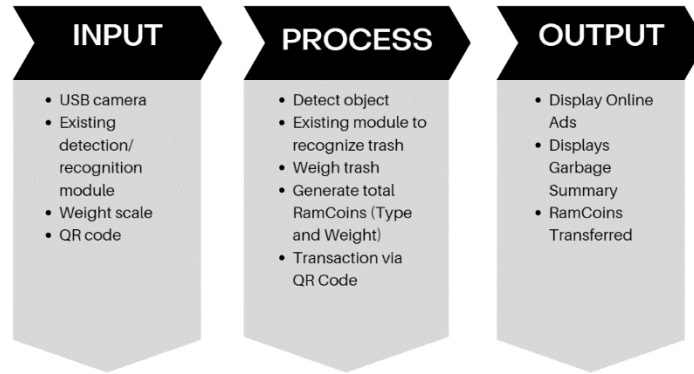 INPUT
• USB camera
• Existing
detection/
recognition
module
• Weight scale
• QR code
PROCESS
• Detect object
• Existing module to
recognize trash
• Weigh trash
• Generate total
RamCoins (Type
and Weight)
• Transaction via
QR Code
OUTPUT
• Display Online
Ads
• Displays
Garbage
Summary
• RamCoins
Transferred